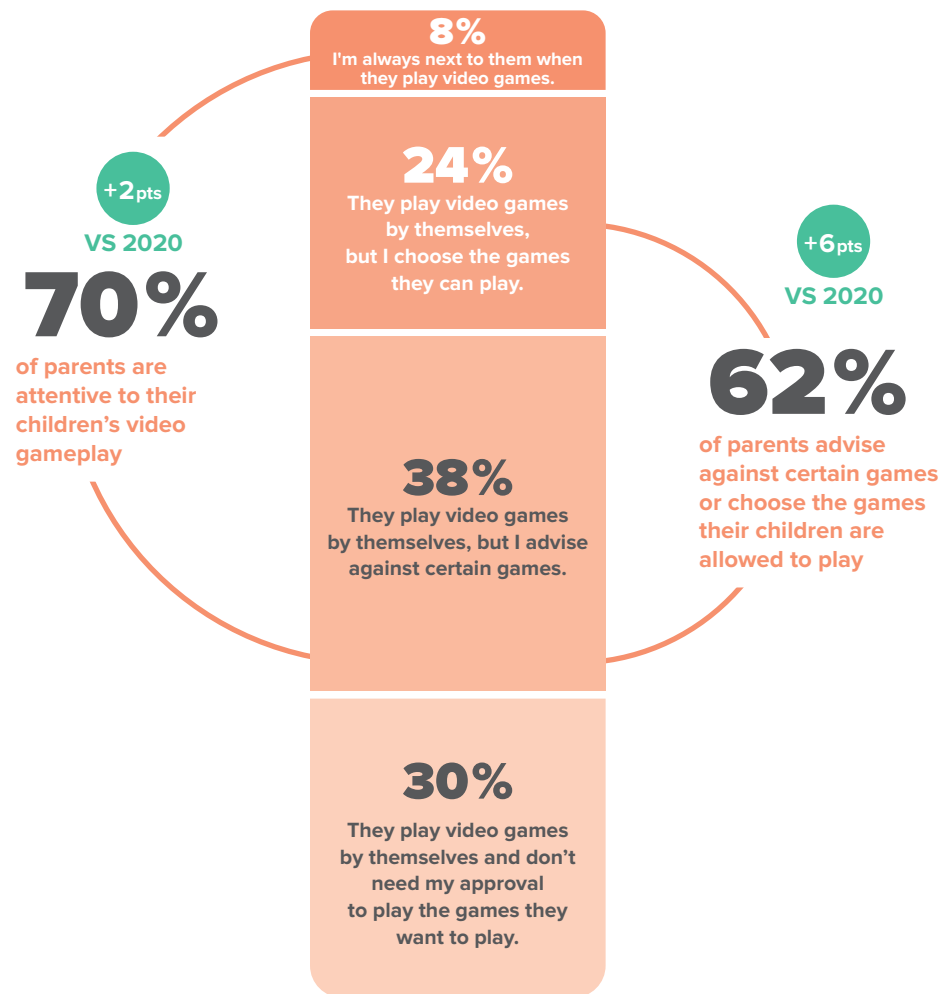 8%
I'm always next to them when
they play video games.
24%
They play video games
by themselves,
but I choose the games
they can play.
38%
They play video games
by themselves, but I advise
against certain games.
30%
They play video games
by themselves and don’t
need my approval
to play the games they
want to play.
+2pts
VS 2020
70%
of parents are
attentive to their
children’s video
gameplay
+6pts
VS 2020
62%
of parents advise
against certain games
or choose the games
their children are
allowed to play